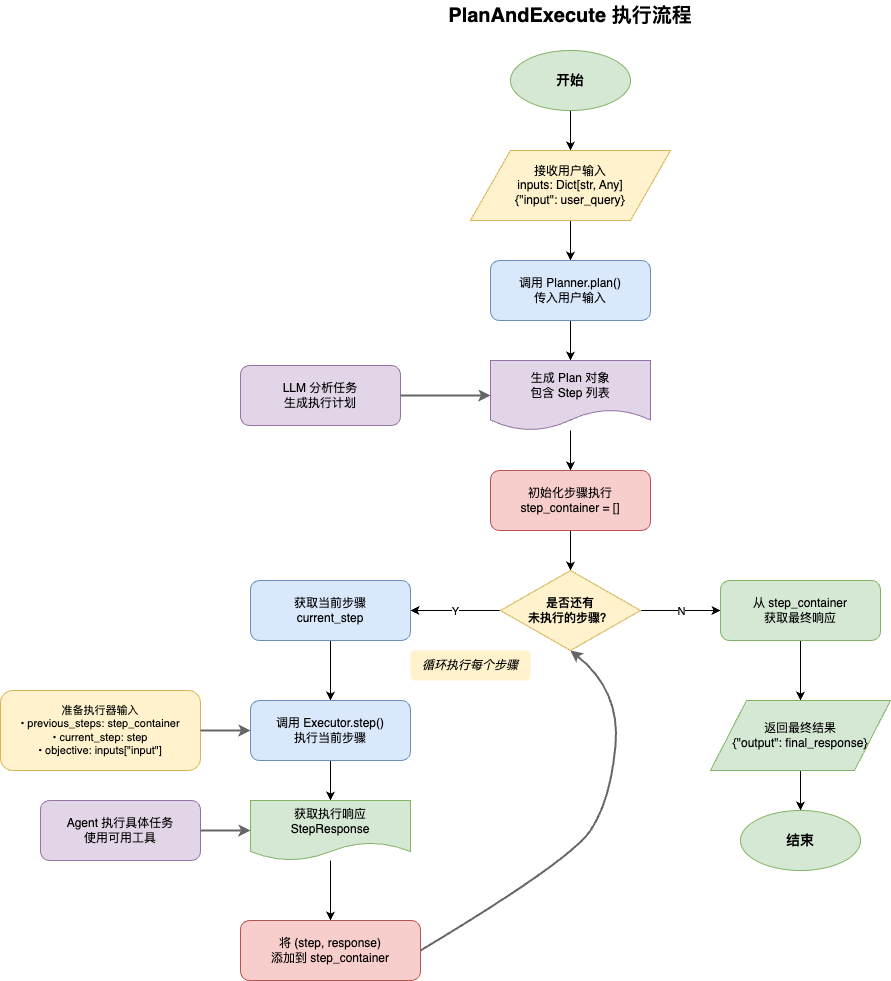 PlanAndExecute 执行流程
开始
接收用户输入
inputs: Dict[str, Any]
{"input": user_query}
调用 Planner.plan()
传入用户输入
LLM 分析任务
生成执行计划
生成 Plan 对象
包含 Step 列表
初始化步骤执行
step_container = []
是否还有
未执行的步骤?
Y
N
获取当前步骤
current_step
从 step_container
获取最终响应
循环执行每个步骤
准备执行器输入
• previous_steps: step_container
• current_step: step
• objective: inputs["input"]
调用 Executor.step()
执行当前步骤
返回最终结果
{"output": final_response}
Agent 执行具体任务
使用可用工具
获取执行响应
StepResponse
结束
将 (step, response)
添加到 step_container